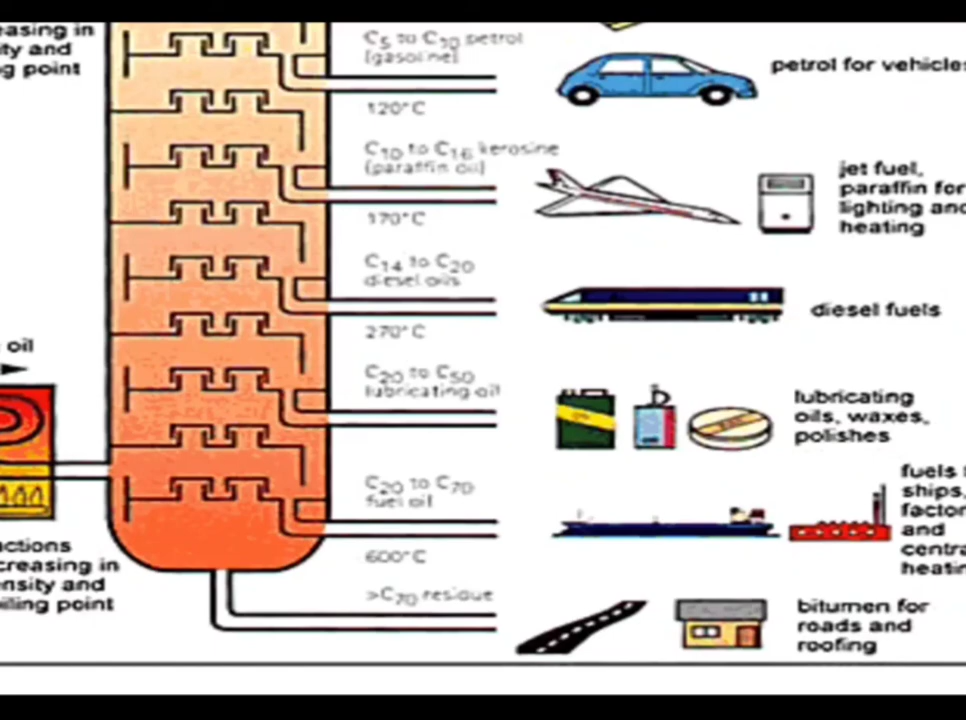 easing in
ity and
g point
C5 to C10 petrol
(gasoline)
petrol for vehicles
120°C
C10 to C16 kerosine
(paraffin oil)
jet fuel,
paraffin for
lighting and
heating
170°C
C14 to C20
diesel oils
diesel fuels
270°C
oil
C20 to C50
lubricating oil
lubricating
oils, waxes,
polishes
C20 to C70
fuel oil
fuels
ships,
factor
and
centra
heatin
600°C
actions
creasing in
ensity and
iling point
>C70 residue
bitumen for
roads and
roofing